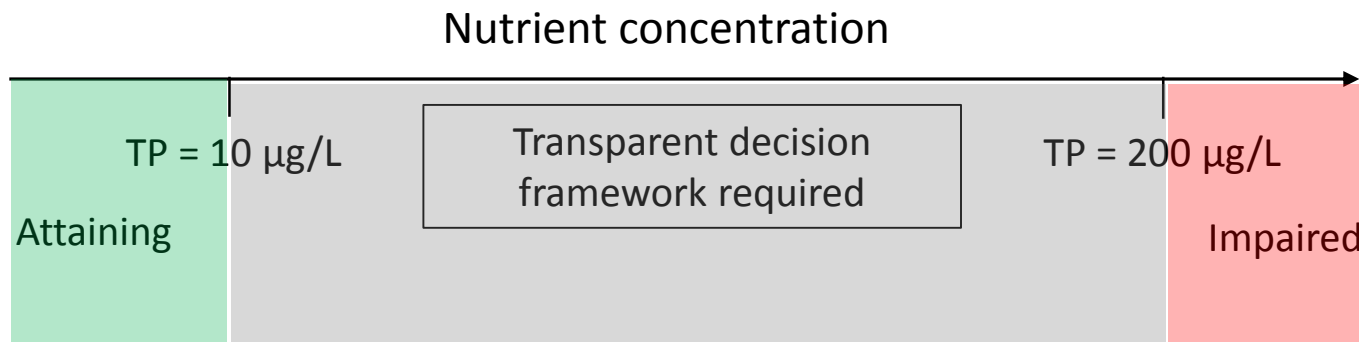 Nutrient concentration
TP = 10 µg/L
Transparent decision
framework required
TP = 200 µg/L
Attaining
Impaired